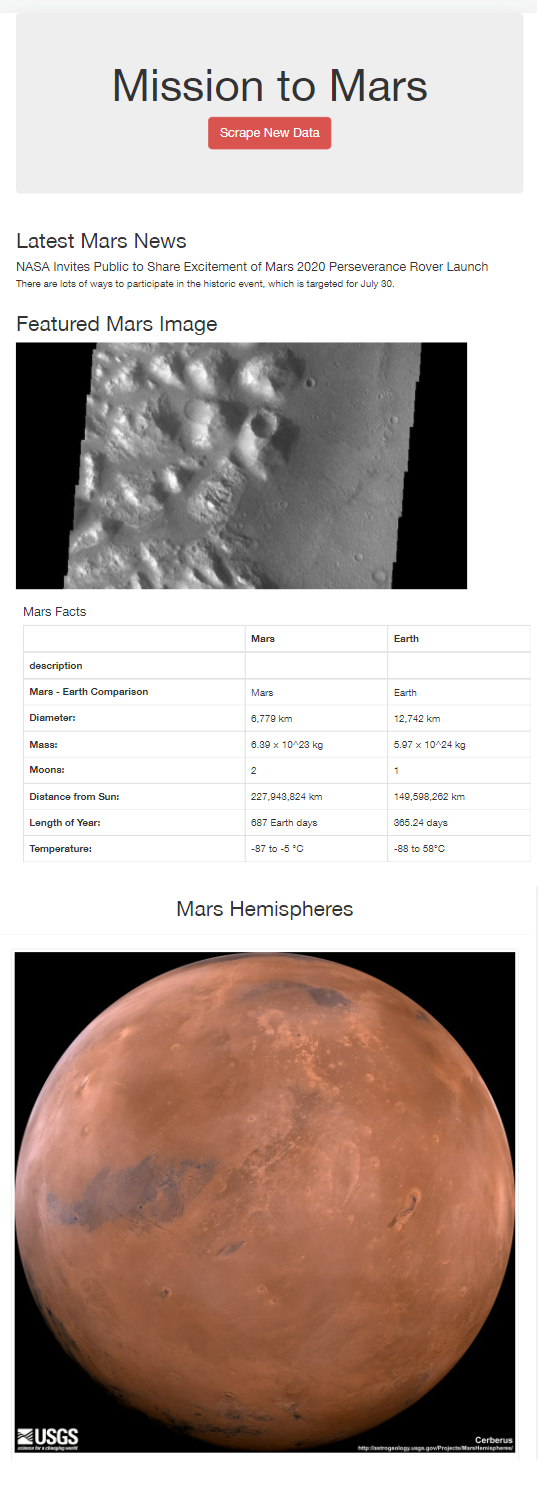 Mission to Mars
Scrape New Data
Latest Mars News
NASA Invites Public to Share Excitement of Mars 2020 Perseverance Rover Launch
There are lots of ways to participate in the historic event, which is targeted for July 30.
Featured Mars Image
Mars Facts
Mars Earth
description
Mars - Earth Comparison Mars Earth
Diameter: 6,779 km 12,742 km
Mass: 6.39 x 10^23 kg 5.97 x 10^24 kg
Moons: 2 1
Distance from Sun: 227,943,824 km 149,598,262 km
Length of Year: 687 Earth days 365.24 days
Temperature: -87 to -5 °C -88 to 58°C
Mars Hemispheres
USGS
science for a changing world
Cerberus
http://astrogeology.usgs.gov/Projects/MarsHemispheres/